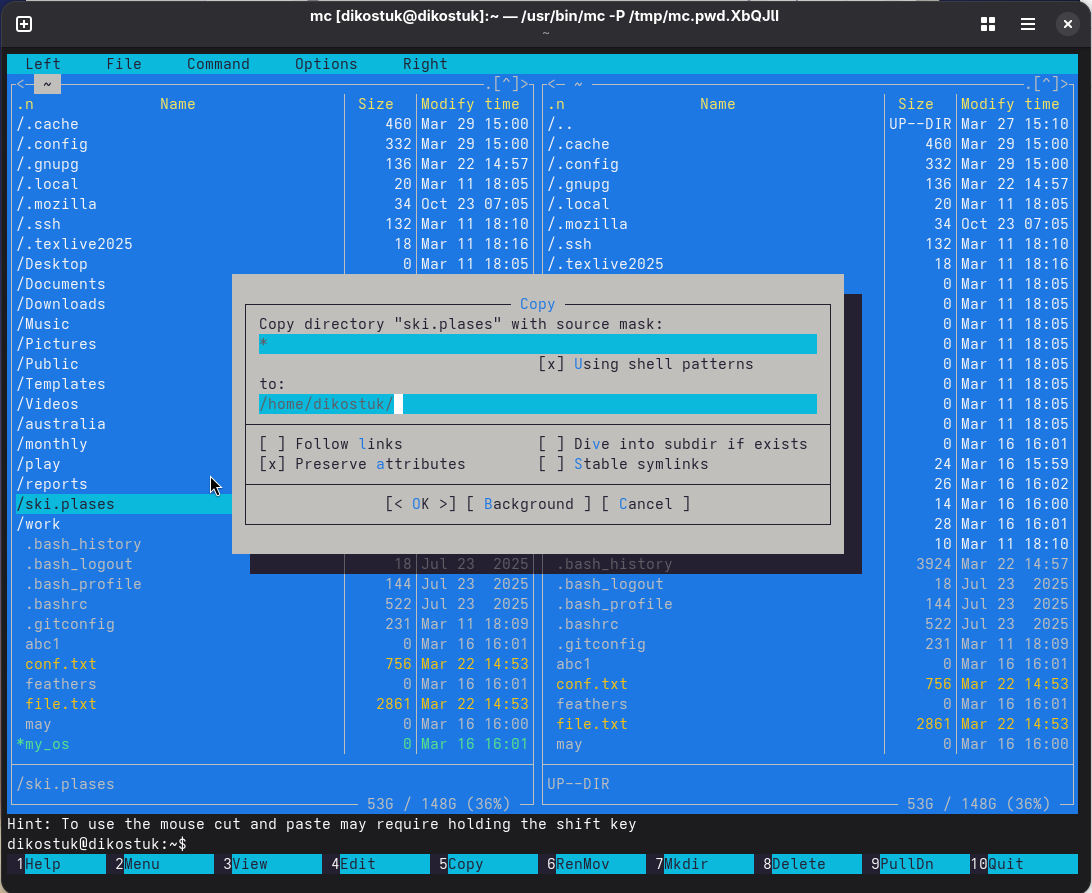 mc [dikostuk@dikostuk]:~ — /usr/bin/mc -P /tmp/mc.pwd.XbQJlI
~
Left File Command Options Right
<— ~ .[^]> <— ~ .[^]>
.n Name Size Modify time .n Name Size Modify time
/.cache 460 Mar 29 15:00 /.. UP--DIR Mar 27 15:10
/.config 332 Mar 29 15:00 /.cache 460 Mar 29 15:00
/.gnupg 136 Mar 22 14:57 /.config 332 Mar 29 15:00
/.local 20 Mar 11 18:05 /.gnupg 136 Mar 22 14:57
/.mozilla 34 Oct 23 07:05 /.local 20 Mar 11 18:05
/.ssh 132 Mar 11 18:10 /.mozilla 34 Oct 23 07:05
/.texlive2025 18 Mar 11 18:16 /.ssh 132 Mar 11 18:10
/Desktop 0 Mar 11 18:05 /.texlive2025 18 Mar 11 18:16
/Documents 0 Mar 11 18:05
/Downloads Copy 0 Mar 11 18:05
/Music Copy directory "ski.plases" with source mask: 0 Mar 11 18:05
/Pictures * 0 Mar 11 18:05
/Public [x] Using shell patterns 0 Mar 11 18:05
/Templates to: 0 Mar 11 18:05
/Videos /home/dikostuk/ 0 Mar 11 18:05
/australia 0 Mar 11 18:05
/monthly [ ] Follow links [ ] Dive into subdir if exists 0 Mar 16 16:01
/play [x] Preserve attributes [ ] Stable symlinks 24 Mar 16 15:59
/reports 26 Mar 16 16:02
/ski.plases [< OK >] [ Background ] [ Cancel ] 14 Mar 16 16:00
/work 28 Mar 16 16:01
.bash_history 10 Mar 11 18:10
.bash_logout 18 Jul 23 2025 .bash_history 3924 Mar 22 14:57
.bash_profile 144 Jul 23 2025 .bash_logout 18 Jul 23 2025
.bashrc 522 Jul 23 2025 .bash_profile 144 Jul 23 2025
.gitconfig 231 Mar 11 18:09 .bashrc 522 Jul 23 2025
abc1 0 Mar 16 16:01 .gitconfig 231 Mar 11 18:09
conf.txt 756 Mar 22 14:53 abc1 0 Mar 16 16:01
feathers 0 Mar 16 16:01 conf.txt 756 Mar 22 14:53
file.txt 2861 Mar 22 14:53 feathers 0 Mar 16 16:01
may 0 Mar 16 16:00 file.txt 2861 Mar 22 14:53
*my_os 0 Mar 16 16:01 may 0 Mar 16 16:00
/ski.plases UP--DIR
53G / 148G (36%) 53G / 148G (36%)
Hint: To use the mouse cut and paste may require holding the shift key
dikostuk@dikostuk:~$
1Help 2Menu 3View 4Edit 5Copy 6RenMov 7Mkdir 8Delete 9PullDn 10Quit